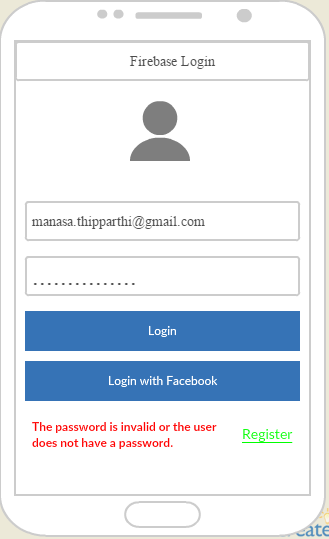 Firebase Login
manasa.thipparthi@gmail.com
...............
Login
Login with Facebook
The password is invalid or the user
does not have a password.
Register